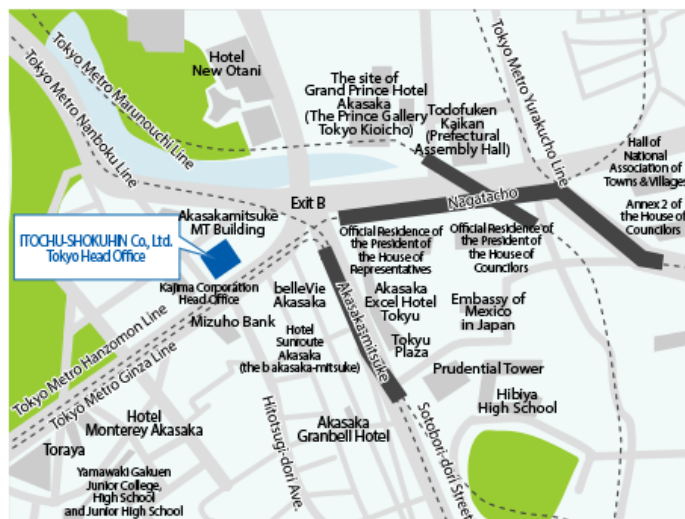 Tokyo Metro Marunouchi Line
Tokyo Metro Nanboku Line
Hotel
New Otani
The site of
Grand Prince Hotel
Akasaka
(The Prince Gallery
Tokyo Kioicho)
Todofuken
Kaikan
(Prefectural
Assembly Hall)
Tokyo Metro Yurakucho Line
Hall of
National
Association of
Towns & Villages
Annex 2 of
the House of
Councilors
Exit B
Nagatacho
Akasakamitsuke
MT Building
ITOCHU-SHOKUHIN Co., Ltd.
Tokyo Head Office
Official Residence of
the President of
the House of
Representatives
Official Residence of
the President of
the House of
Councilors
Kajima Corporation
Head Office
belleVie
Akasaka
Akasaka-mitsuke
Akasaka
Excel Hotel
Tokyu
Embassy of
Mexico
in Japan
Mizuho Bank
Hotel
Sunroute
Akasaka
(the b akasaka-mitsuke)
Tokyu
Plaza
Tokyo Metro Hanzomon Line
Tokyo Metro Ginza Line
Prudential Tower
Hibiya
High School
Hotel
Monterey Akasaka
Hitotsugi-dori Ave.
Akasaka
Granbell Hotel
Sotobori-dori Street
Toraya
Yamawaki Gakuen
Junior College,
High School
and Junior High School